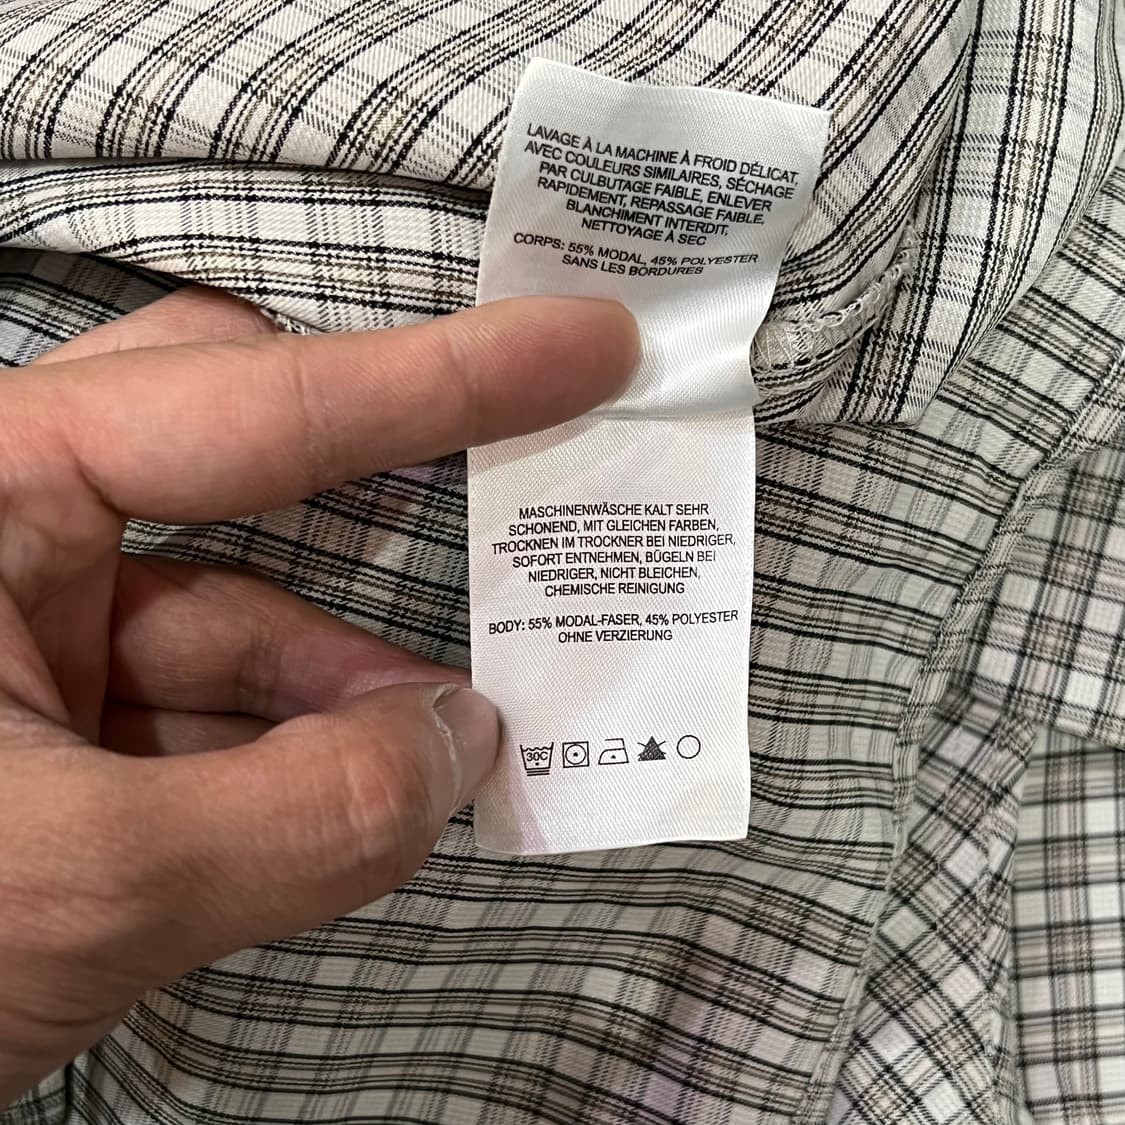 LAVAGE À LA MACHINE À FROID DÉLICAT,
AVEC COULEURS SIMILAIRES, SÉCHAGE
PAR CULBUTAGE FAIBLE, ENLEVER
RAPIDEMENT, REPASSAGE FAIBLE,
BLANCHIMENT INTERDIT,
NETTOYAGE À SEC
CORPS: 55% MODAL, 45% POLYESTER
SANS LES BORDURES
MASCHINENWÄSCHE KALT SEHR
SCHONEND, MIT GLEICHEN FARBEN,
TROCKNEN IM TROCKNER BEI NIEDRIGER,
SOFORT ENTNEHMEN, BÜGELN BEI
NIEDRIGER, NICHT BLEICHEN,
CHEMISCHE REINIGUNG
BODY: 55% MODAL-FASER, 45% POLYESTER
OHNE VERZIERUNG
30C